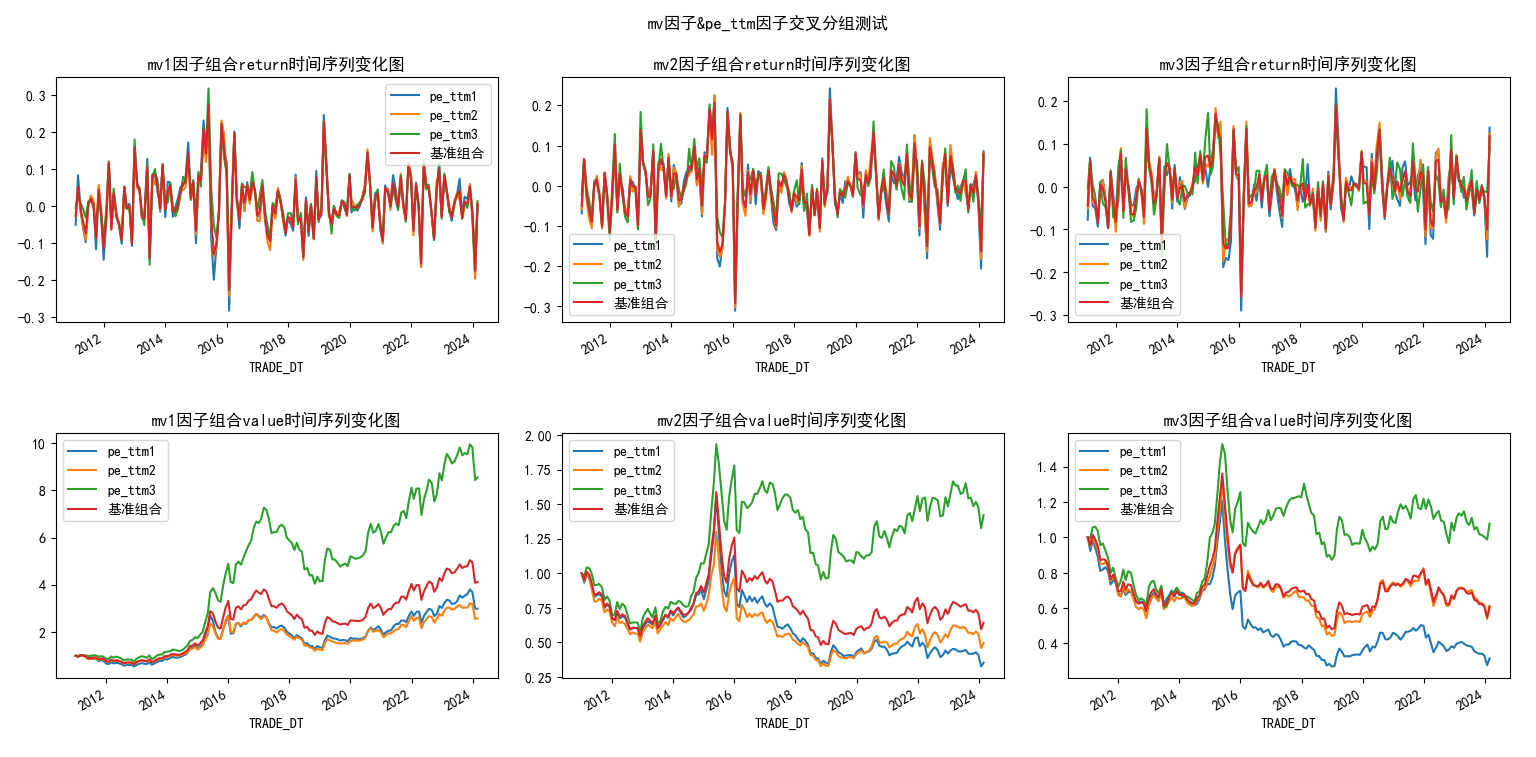 mv因子&pe_ttm因子交叉分组测试
mv1因子组合return时间序列变化图
0.3
0.2
0.1
0.0
−0.1
−0.2
−0.3
pe_ttm1
pe_ttm2
pe_ttm3
基准组合
2012
2014
2016
2018
2020
2022
2024
TRADE_DT
mv2因子组合return时间序列变化图
0.2
0.1
0.0
−0.1
−0.2
−0.3
pe_ttm1
pe_ttm2
pe_ttm3
基准组合
2012
2014
2016
2018
2020
2022
2024
TRADE_DT
mv3因子组合return时间序列变化图
0.2
0.1
0.0
−0.1
−0.2
−0.3
pe_ttm1
pe_ttm2
pe_ttm3
基准组合
2012
2014
2016
2018
2020
2022
2024
TRADE_DT
mv1因子组合value时间序列变化图
10
8
6
4
2
pe_ttm1
pe_ttm2
pe_ttm3
基准组合
2012
2014
2016
2018
2020
2022
2024
TRADE_DT
mv2因子组合value时间序列变化图
2.00
1.75
1.50
1.25
1.00
0.75
0.50
0.25
pe_ttm1
pe_ttm2
pe_ttm3
基准组合
2012
2014
2016
2018
2020
2022
2024
TRADE_DT
mv3因子组合value时间序列变化图
1.4
1.2
1.0
0.8
0.6
0.4
pe_ttm1
pe_ttm2
pe_ttm3
基准组合
2012
2014
2016
2018
2020
2022
2024
TRADE_DT